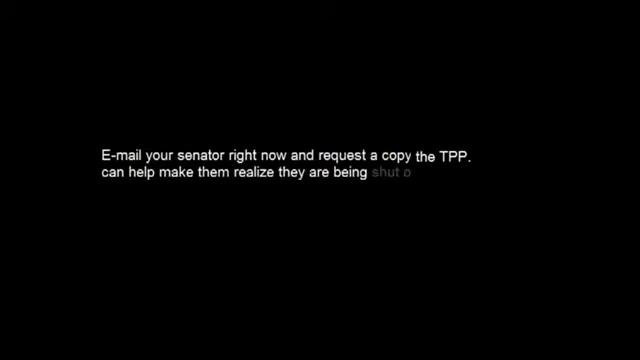 E-mail your senator right now and request a copy the TPP.
can help make them realize they are being shut o